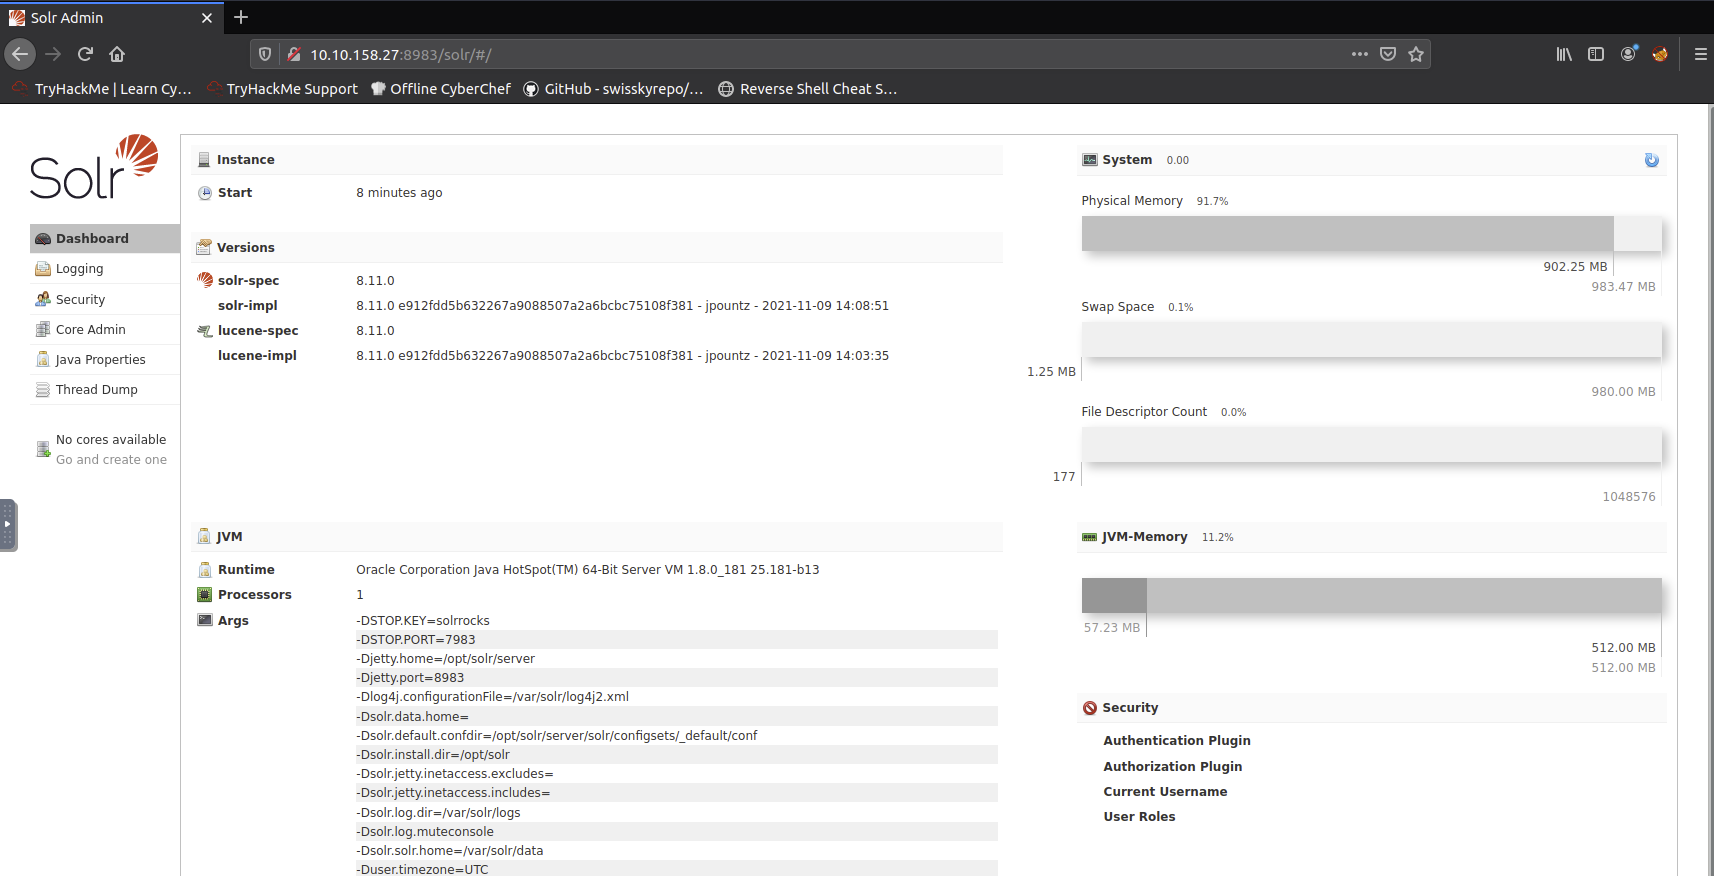 Solr Admin
10.10.158.27:8983/solr/#/
TryHackMe | Learn Cy...
TryHackMe Support
Offline CyberChef
GitHub - swisskyrepo/...
Reverse Shell Cheat S...
Solr
Dashboard
Logging
Security
Core Admin
Java Properties
Thread Dump
No cores available
Go and create one
Instance
Start 8 minutes ago
Versions
solr-spec 8.11.0
solr-impl 8.11.0 e912fdd5b632267a9088507a2a6bcbc75108f381 - jpountz - 2021-11-09 14:08:51
lucene-spec 8.11.0
lucene-impl 8.11.0 e912fdd5b632267a9088507a2a6bcbc75108f381 - jpountz - 2021-11-09 14:03:35
JVM
Runtime Oracle Corporation Java HotSpot(TM) 64-Bit Server VM 1.8.0_181 25.181-b13
Processors 1
Args -DSTOP.KEY=solrrocks
-DSTOP.PORT=7983
-Djetty.home=/opt/solr/server
-Djetty.port=8983
-Dlog4j.configurationFile=/var/solr/log4j2.xml
-Dsolr.data.home=
-Dsolr.default.confdir=/opt/solr/server/solr/configsets/_default/conf
-Dsolr.install.dir=/opt/solr
-Dsolr.jetty.inetaccess.excludes=
-Dsolr.jetty.inetaccess.includes=
-Dsolr.log.dir=/var/solr/logs
-Dsolr.log.muteconsole
-Dsolr.solr.home=/var/solr/data
-Duser.timezone=UTC
System 0.00
Physical Memory 91.7%
902.25 MB
983.47 MB
Swap Space 0.1%
1.25 MB
980.00 MB
File Descriptor Count 0.0%
177
1048576
JVM-Memory 11.2%
57.23 MB
512.00 MB
512.00 MB
Security
Authentication Plugin
Authorization Plugin
Current Username
User Roles